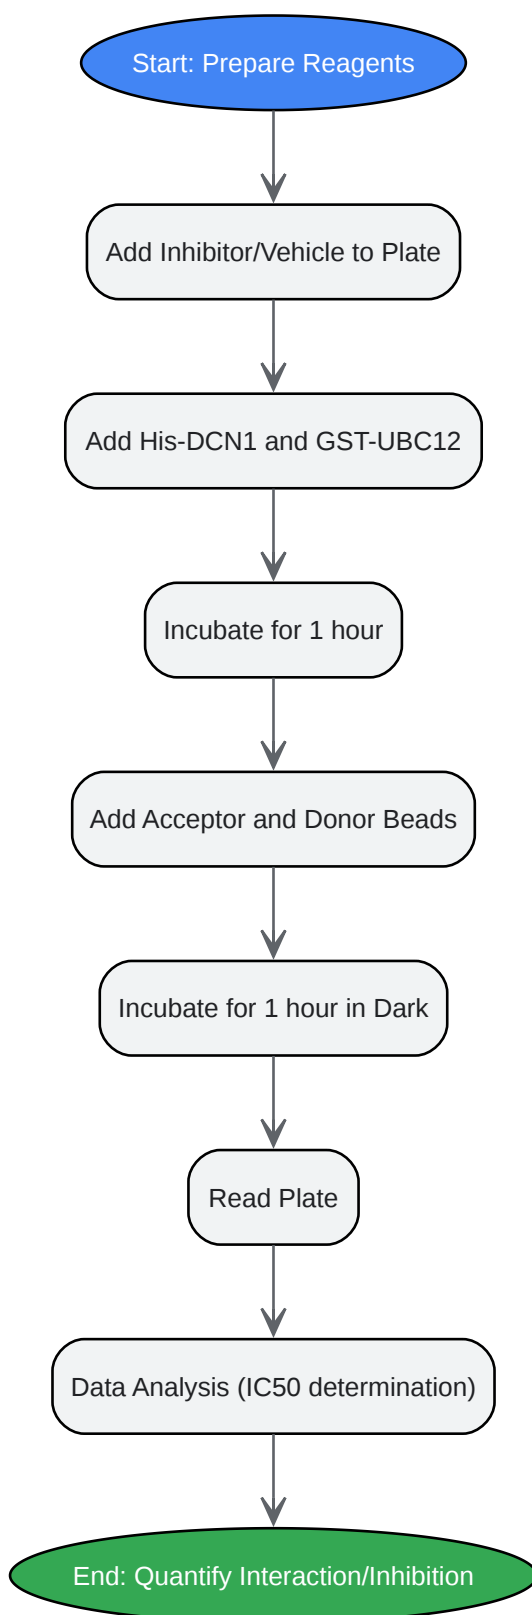 Start: Prepare Reagents
Add Inhibitor/Vehicle to Plate
Add His-DCN1 and GST-UBC12
Incubate for 1 hour
Add Acceptor and Donor Beads
Incubate for 1 hour in Dark
Read Plate
Data Analysis (IC50 determination)
End: Quantify Interaction/Inhibition